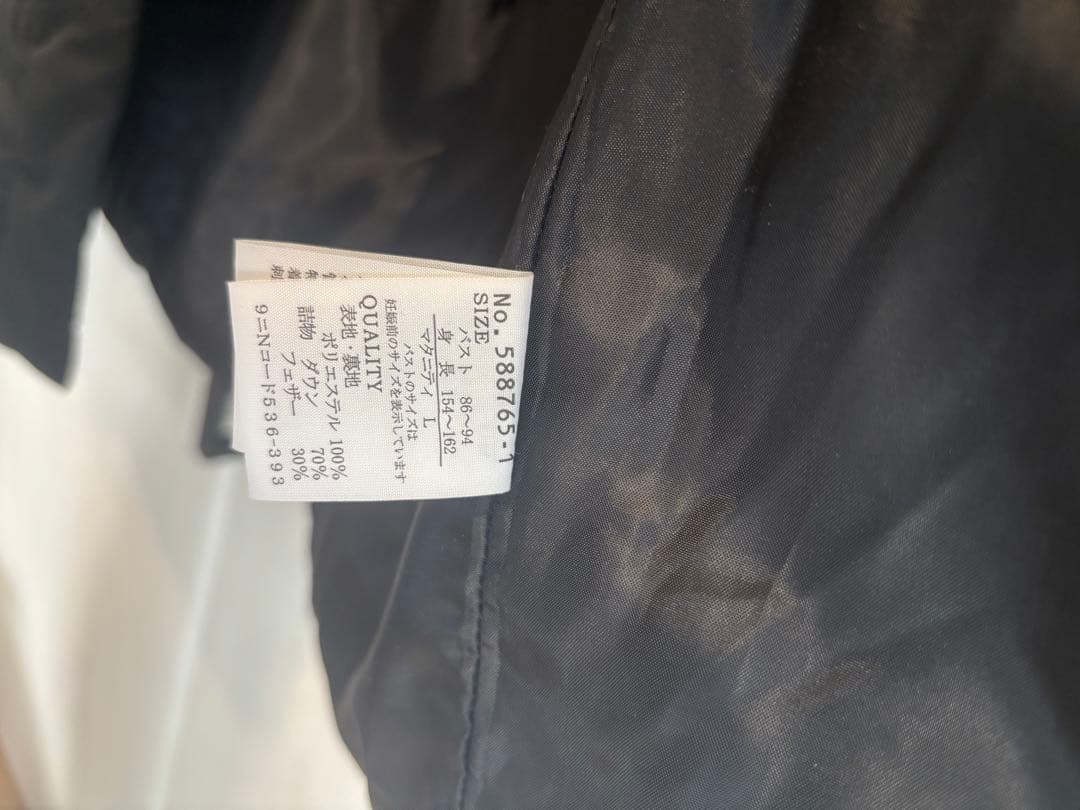 No. 588765-1
SIZE
バスト 86～94
身 長 154～162
マタニティ L
バストのサイズは
妊娠前のサイズを表示しています
QUALITY
表地・裏地
ポリエステル 100%
詰物 ダウン 70%
フェザー 30%
9=Nコード536-393